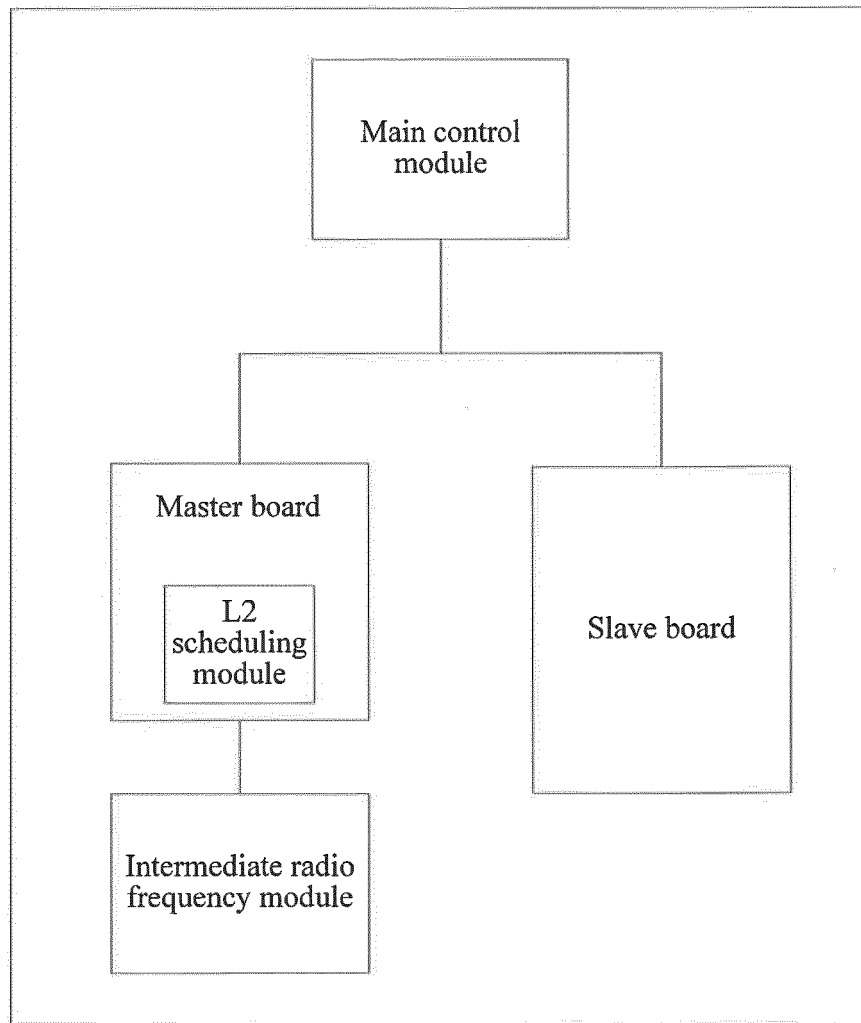 Main control
module
Master board
L2
scheduling
module
Slave board
Intermediate radio
frequency module